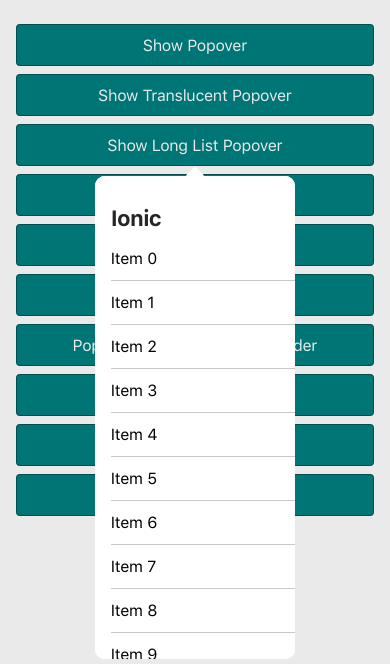 Show Popover
Show Translucent Popover
Show Long List Popover
Ionic
Item 0
Item 1
Item 2
Item 3
Item 4
Item 5
Item 6
Item 7
Item 8
Item 9